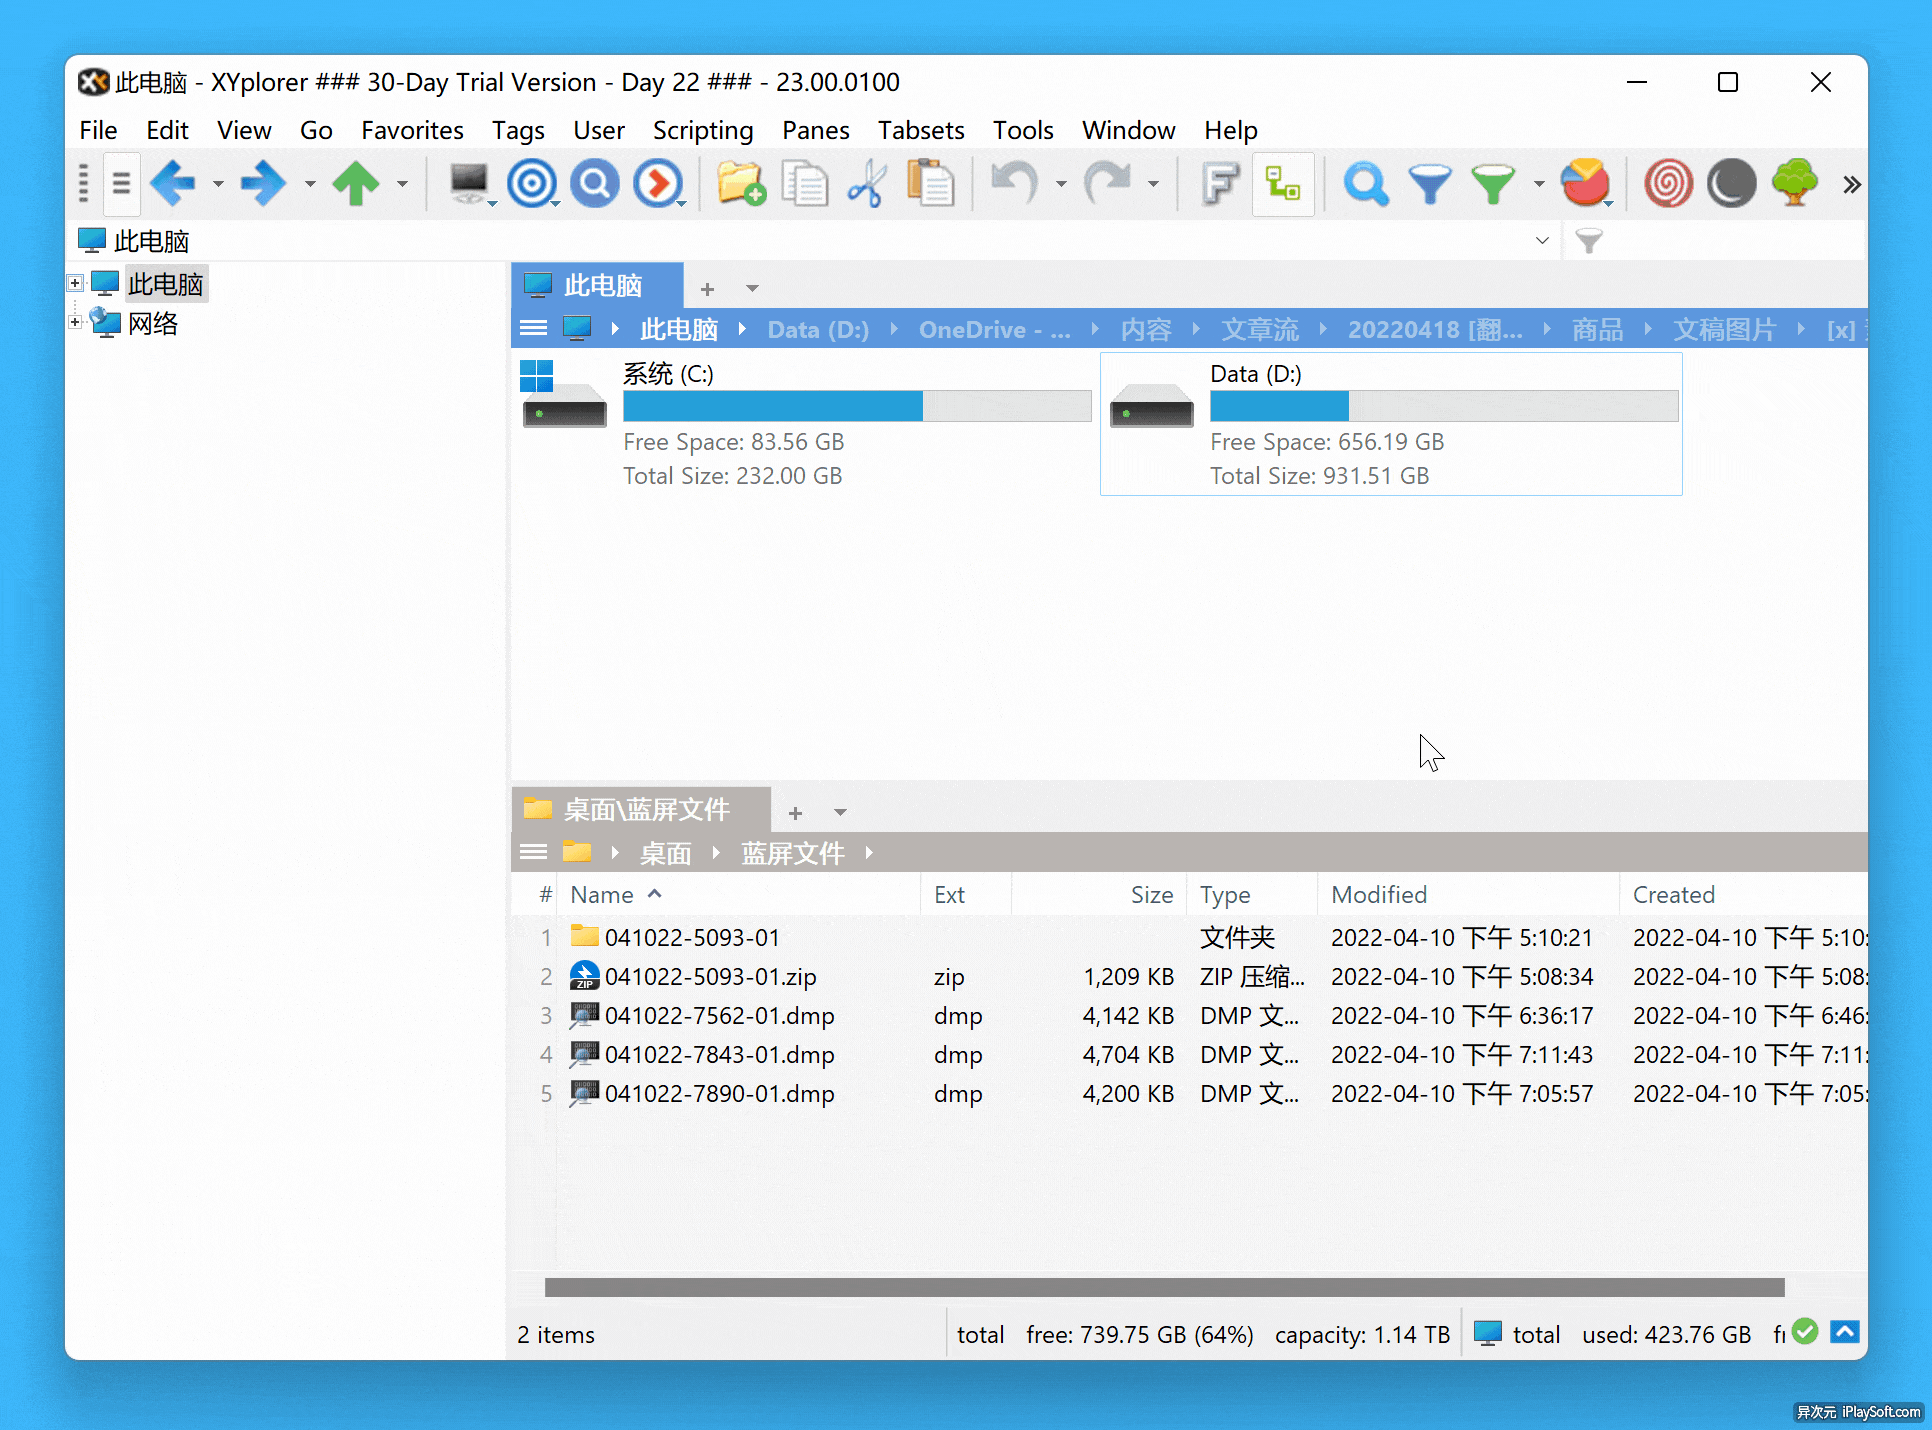 此电脑 - XYplorer ### 30-Day Trial Version - Day 22 ### - 23.00.0100
File Edit View Go Favorites Tags User Scripting Panes Tabsets Tools Window Help
此电脑
此电脑
网络
此电脑
此电脑 Data (D:) OneDrive - ... 内容 文章流 20220418 [翻... 商品 文稿图片 [x]
系统 (C:)
Free Space: 83.56 GB
Total Size: 232.00 GB
Data (D:)
Free Space: 656.19 GB
Total Size: 931.51 GB
桌面\蓝屏文件
桌面 蓝屏文件
# Name Ext Size Type Modified Created
1 041022-5093-01 文件夹 2022-04-10 下午 5:10:21 2022-04-10 下午 5:10:
2 041022-5093-01.zip zip 1,209 KB ZIP 压缩... 2022-04-10 下午 5:08:34 2022-04-10 下午 5:08:
3 041022-7562-01.dmp dmp 4,142 KB DMP 文... 2022-04-10 下午 6:36:17 2022-04-10 下午 6:46:
4 041022-7843-01.dmp dmp 4,704 KB DMP 文... 2022-04-10 下午 7:11:43 2022-04-10 下午 7:11:
5 041022-7890-01.dmp dmp 4,200 KB DMP 文... 2022-04-10 下午 7:05:57 2022-04-10 下午 7:05:
2 items total free: 739.75 GB (64%) capacity: 1.14 TB total used: 423.76 GB
异次元 iPlaySoft.com